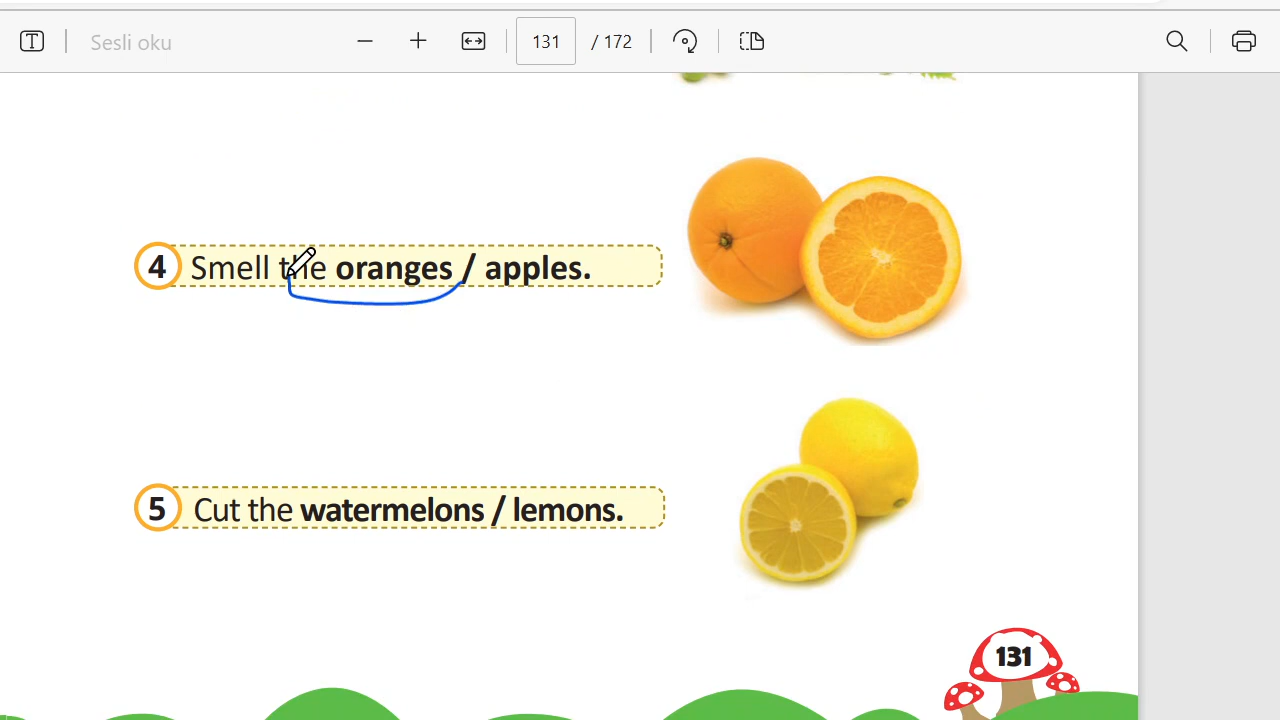 Sesli oku
131 / 172
4 Smell the oranges / apples.
5 Cut the watermelons / lemons.
131